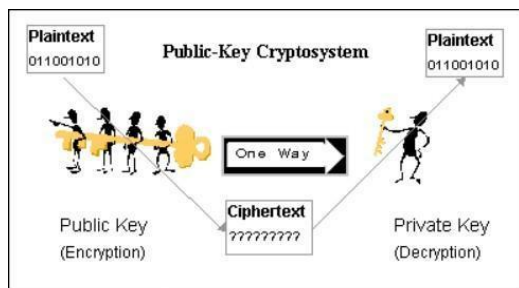 Plaintext
011001010
Public-Key Cryptosystem
Plaintext
011001010
One Way
Public Key
(Encryption)
Ciphertext
?????????
Private Key
(Decryption)